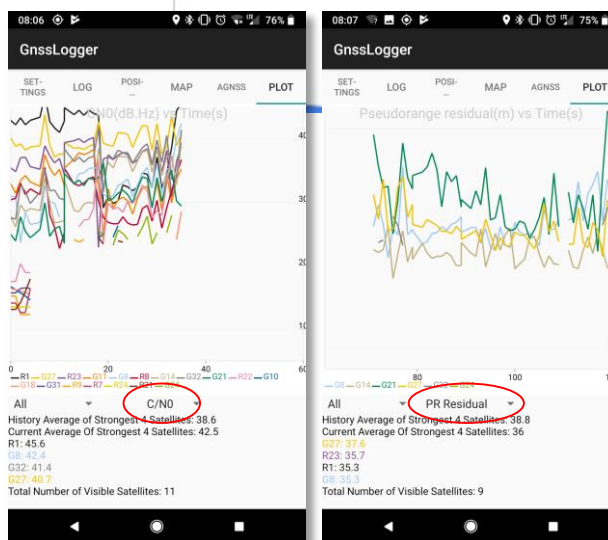 08:06
76%
GnssLogger
SET-
TINGS
LOG
POSI-
...
MAP
AGNSS
PLOT
CN0(dB.Hz) vs Time(s)
40
30
20
10
0 20 40 60
R1 G27 R23 G11 G8 R8 G14 G32 G21 R22 G10
G18 G31 R9 R7 R24 R21 G24
All C/N0
History Average of Strongest 4 Satellites: 38.6
Current Average Of Strongest 4 Satellites: 42.5
R1: 45.6
G8: 42.4
G32: 41.4
G27: 40.7
Total Number of Visible Satellites: 11
08:07
75%
GnssLogger
SET-
TINGS
LOG
POSI-
...
MAP
AGNSS
PLOT
Pseudorange residual(m) vs Time(s)
80 100
G8 G14 G21 G27 G32 G24
All PR Residual
History Average of Strongest 4 Satellites: 38.8
Current Average Of Strongest 4 Satellites: 36
G27: 37.6
R23: 35.7
R1: 35.3
G8: 35.3
Total Number of Visible Satellites: 9